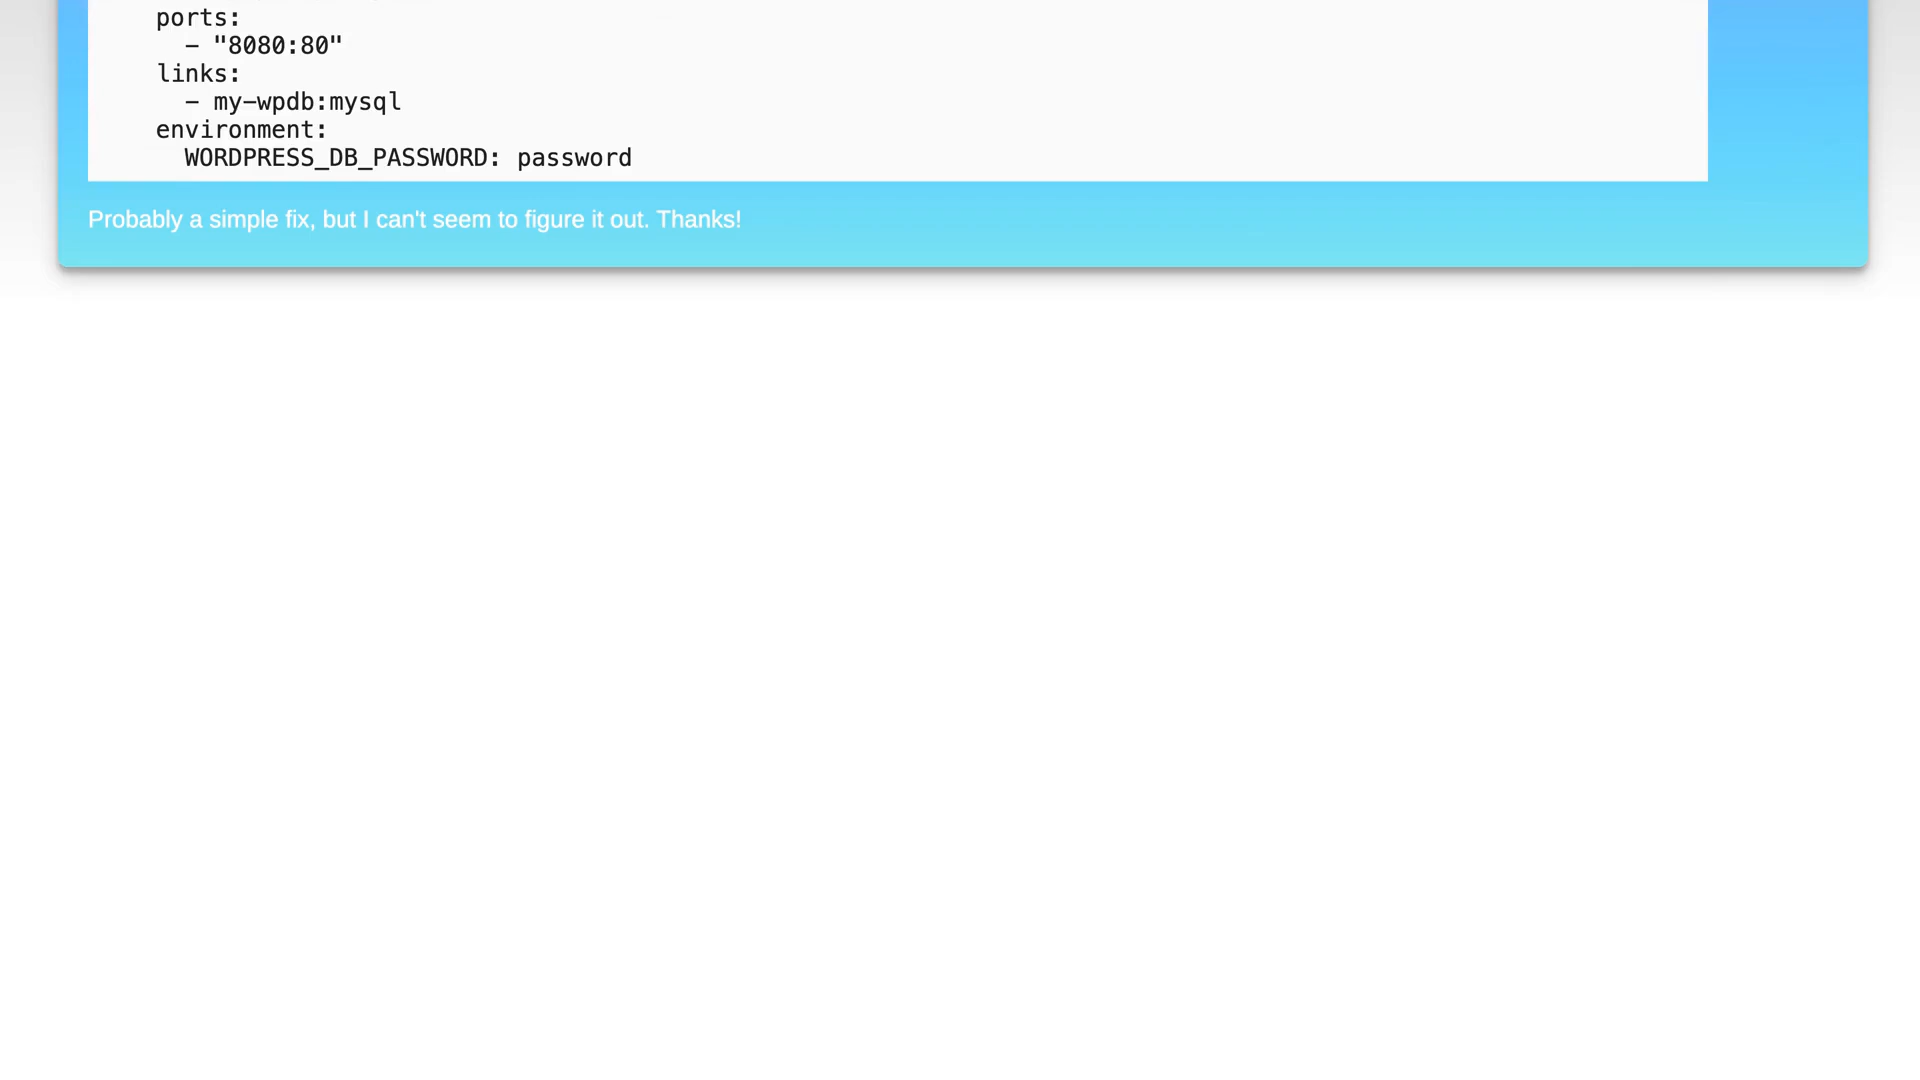 ports:
- "8080:80"
links:
- my-wpdb:mysql
environment:
WORDPRESS_DB_PASSWORD: password
Probably a simple fix, but I can't seem to figure it out. Thanks!